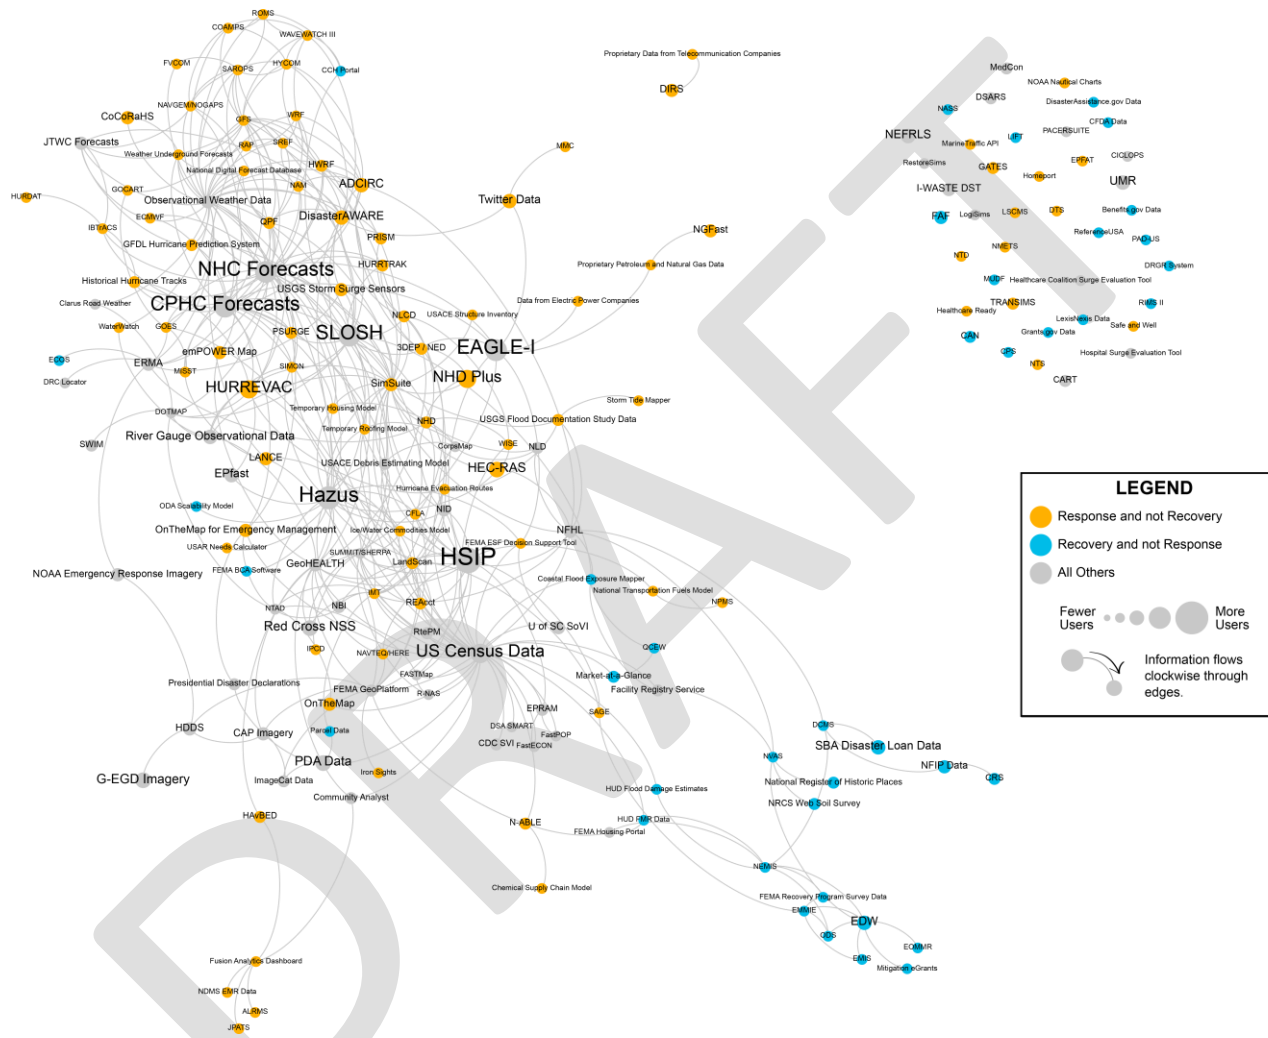 ROMS
COAMPS
WAVEWATCH III
Proprietary Data from Telecommunication Companies
FVCOM
SAROPS
HYCOM
CCH Portal
MedCon
NOAA Nautical Charts
DIRS
DSARS
DisasterAssistance.gov Data
NAVGEM/NOGAPS
NASS
CoCoRaHS
GFS
WRF
CFDA Data
PACERSUITE
NEFRLS
LIFT
JTWC Forecasts
RAP
SREF
MMC
MarineTraffic API
Weather Underground Forecasts
CICLOPS
RestoreSims
EPFAT
National Digital Forecast Database
HWRF
GATES
Homeport
UMR
ADCIRC
NAM
I-WASTE DST
GOCART
HURDAT
Observational Weather Data
Twitter Data
Benefits.gov Data
LSCMS
DTS
FAF
LogiSims
ECMWF
DisasterAWARE
IBTrACS
QPF
NGFast
ReferenceUSA
PAD-US
PRISM
GFDL Hurricane Prediction System
NMETS
NTD
NHC Forecasts
HURRTRAK
Proprietary Petroleum and Natural Gas Data
DRGR System
Historical Hurricane Tracks
USGS Storm Surge Sensors
MUDF
Healthcare Coalition Surge Evaluation Tool
CPHC Forecasts
Clarus Road Weather
Data from Electric Power Companies
TRANSIMS
RIMS II
Healthcare Ready
NLCD
USACE Structure Inventory
LexisNexis Data
WaterWatch
GOES
PSURGE
SLOSH
Safe and Well
Grants.gov Data
CAN
EAGLE-I
3DEP / NED
emPOWER Map
CPS
Hospital Surge Evaluation Tool
ECOS
ERMA
NTS
MISST
SIMON
NHD Plus
DRC Locator
HURREVAC
SimSuite
CART
Storm Tide Mapper
Temporary Housing Model
DOTMAP
NHD
USGS Flood Documentation Study Data
Temporary Roofing Model
River Gauge Observational Data
SWIM
CorpsMap
WISE
NLD
LANCE
USACE Debris Estimating Model
HEC-RAS
EPfast
Hurricane Evacuation Routes
Hazus
ODA Scalability Model
NID
CFLA
OnTheMap for Emergency Management
Ice/Water Commodities Model
NFHL
USAR Needs Calculator
FEMA ESF Decision Support Tool
SUMMIT/SHERPA
HSIP
GeoHEALTH
LandScan
FEMA BCA Software
NOAA Emergency Response Imagery
Coastal Flood Exposure Mapper
National Transportation Fuels Model
IMT
NPMS
REAcct
NTAD
NBI
Red Cross NSS
RtePM
U of SC SoVI
IPCD
NAVTEQ/HERE
US Census Data
QCEW
FASTMap
Market-at-a-Glance
Presidential Disaster Declarations
FEMA GeoPlatform
R-NAS
Facility Registry Service
OnTheMap
EPRAM
SAGE
HDDS
CAP Imagery
Parcel Data
DSA SMART
FastPOP
DCMS
CDC SVI
FastECON
SBA Disaster Loan Data
NVAS
PDA Data
NFIP Data
Iron Sights
G-EGD Imagery
ImageCat Data
CRS
National Register of Historic Places
HUD Flood Damage Estimates
Community Analyst
NRCS Web Soil Survey
HAvBED
N-ABLE
HUD FMR Data
FEMA Housing Portal
NEMIS
Chemical Supply Chain Model
FEMA Recovery Program Survey Data
EMMIE
EDW
ODS
EQMMR
EMIS
Mitigation eGrants
Fusion Analytics Dashboard
NDMS EMR Data
ALRMS
JPATS
LEGEND
Response and not Recovery
Recovery and not Response
All Others
Fewer Users
More Users
Information flows
clockwise through
edges.
DRAFT